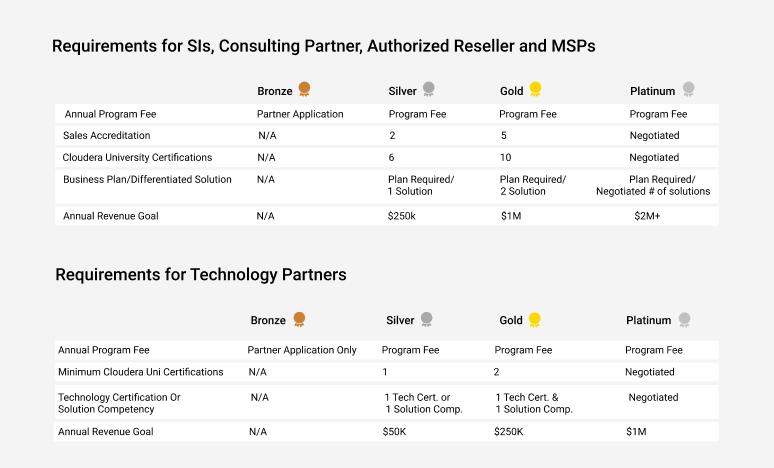 Requirements for SIs, Consulting Partner, Authorized Reseller and MSPs
Bronze Silver Gold Platinum
Annual Program Fee Partner Application Program Fee Program Fee Program Fee
Sales Accreditation N/A 2 5 Negotiated
Cloudera University Certifications N/A 6 10 Negotiated
Business Plan/Differentiated Solution N/A Plan Required/ Plan Required/ Plan Required/
1 Solution 2 Solution Negotiated # of solutions
Annual Revenue Goal N/A $250k $1M $2M+
Requirements for Technology Partners
Bronze Silver Gold Platinum
Annual Program Fee Partner Application Only Program Fee Program Fee Program Fee
Minimum Cloudera Uni Certifications N/A 1 2 Negotiated
Technology Certification Or N/A 1 Tech Cert. or 1 Tech Cert. & Negotiated
Solution Competency 1 Solution Comp. 1 Solution Comp.
Annual Revenue Goal N/A $50K $250K $1M